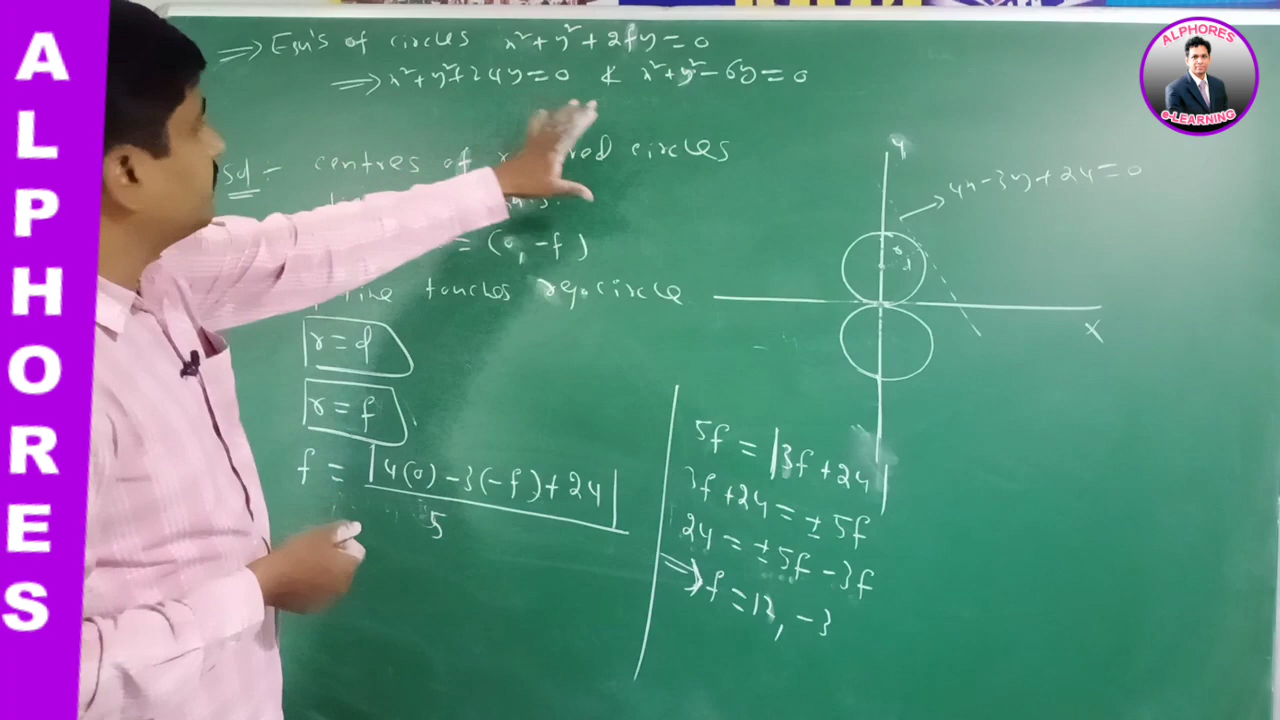 ALPHORES
⇒ Equ's of circles x²+y²+2fy=0
⇒ x²+y²+24y=0 & x²+y²-6y=0
Sol:- centres of circles
= (0, -f)
line touches req. circle
r = d
r = f
f = |4(0) -3(-f)+24| / 5
5f = |3f+24|
3f+24 = ± 5f
24 = ± 5f - 3f
⇒ f = 12, -3
y
4x-3y+24=0
d
X
ALPHORES
e-LEARNING